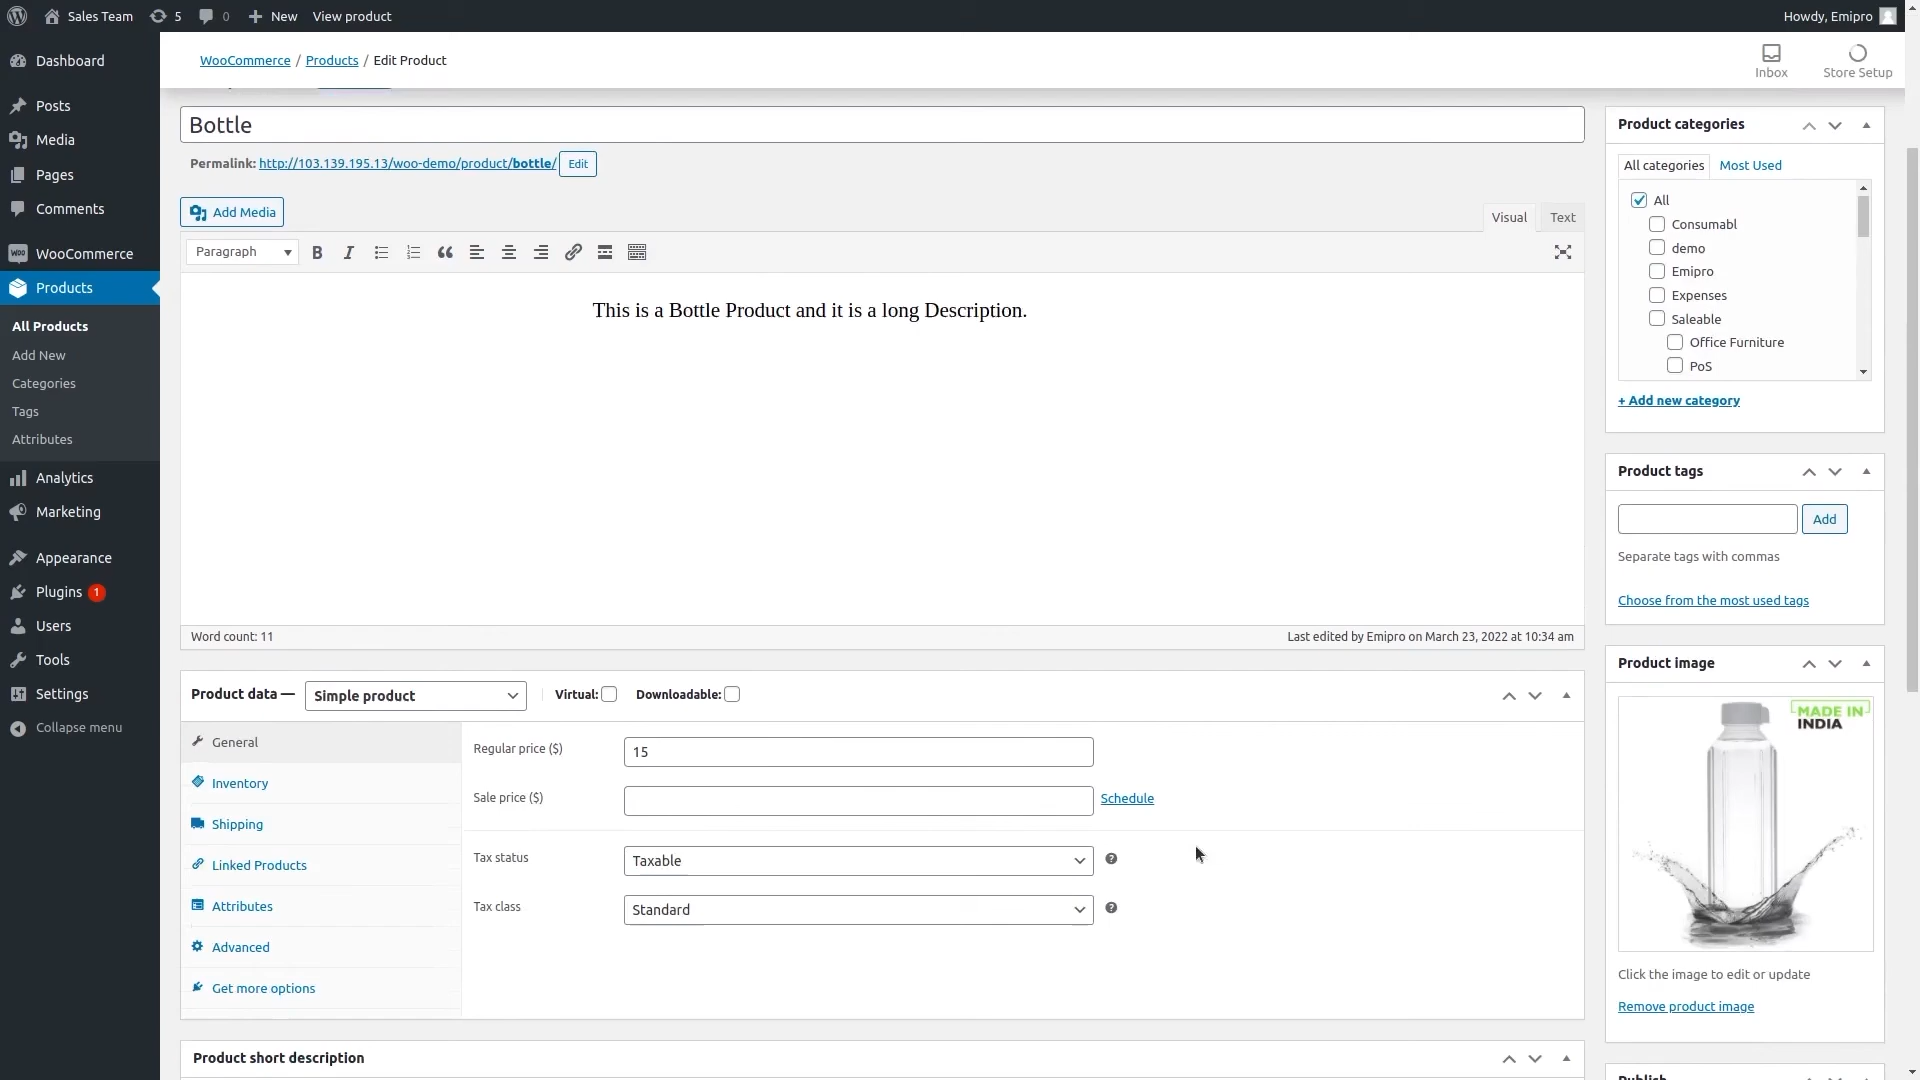 Sales Team
5
0
New
View product
Howdy, Emipro
Dashboard
Posts
Media
Pages
Comments
WooCommerce
Products
All Products
Add New
Categories
Tags
Attributes
Analytics
Marketing
Appearance
Plugins 1
Users
Tools
Settings
Collapse menu
WooCommerce / Products / Edit Product
Inbox
Store Setup
Bottle
Permalink: http://103.139.195.13/woo-demo/product/bottle/ Edit
Add Media
Visual
Text
Paragraph
B I
This is a Bottle Product and it is a long Description.
Word count: 11
Last edited by Emipro on March 23, 2022 at 10:34 am
Product data —
Simple product
Virtual:
Downloadable:
General
Inventory
Shipping
Linked Products
Attributes
Advanced
Get more options
Regular price ($)
15
Sale price ($)
Schedule
Tax status
Taxable
Tax class
Standard
Product short description
Product categories
All categories
Most Used
All
Consumabl
demo
Emipro
Expenses
Saleable
Office Furniture
PoS
+ Add new category
Product tags
Add
Separate tags with commas
Choose from the most used tags
Product image
MADE IN
INDIA
Click the image to edit or update
Remove product image
Publish